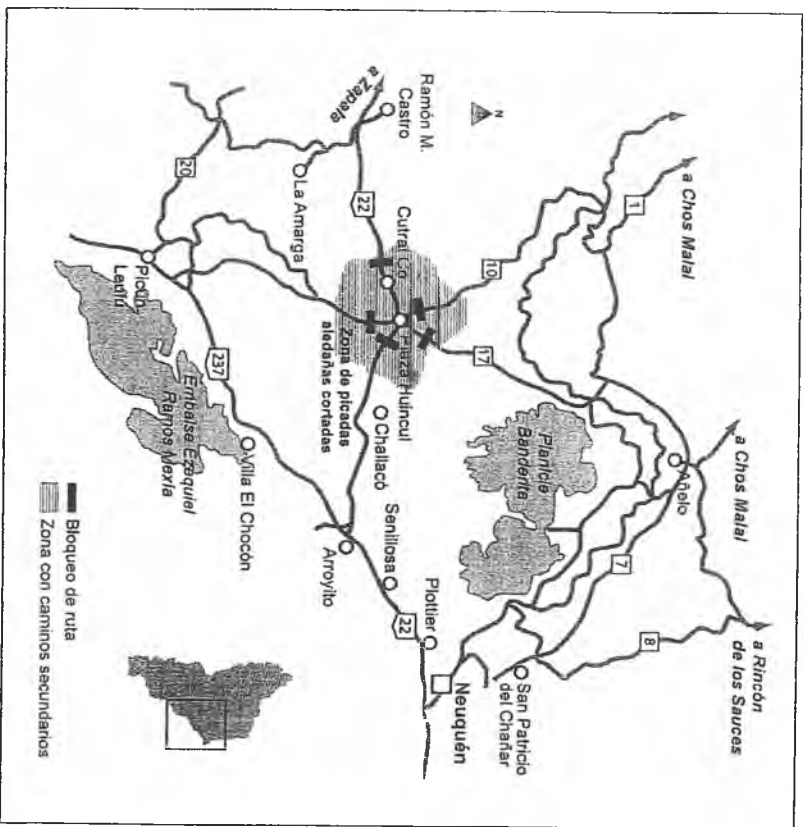 a Chos Malal
1
a Chos Malal
a Rincón
de los Sauces
N
Ramón M.
Castro
a Zapala
10
17
Añelo
7
8
La Amarga
22
Cutral Co
Plaza Huincul
Planicie
Banderita
San Patricio
del Chañar
20
Zona de picadas
aledañas cortadas
Challacó
Senillosa
Plottier
Neuquén
22
Picún
Leufú
237
Embalse Ezequiel
Ramos Mexía
Villa El Chocón
Arroyito
Bloqueo de ruta
Zona con caminos secundarios